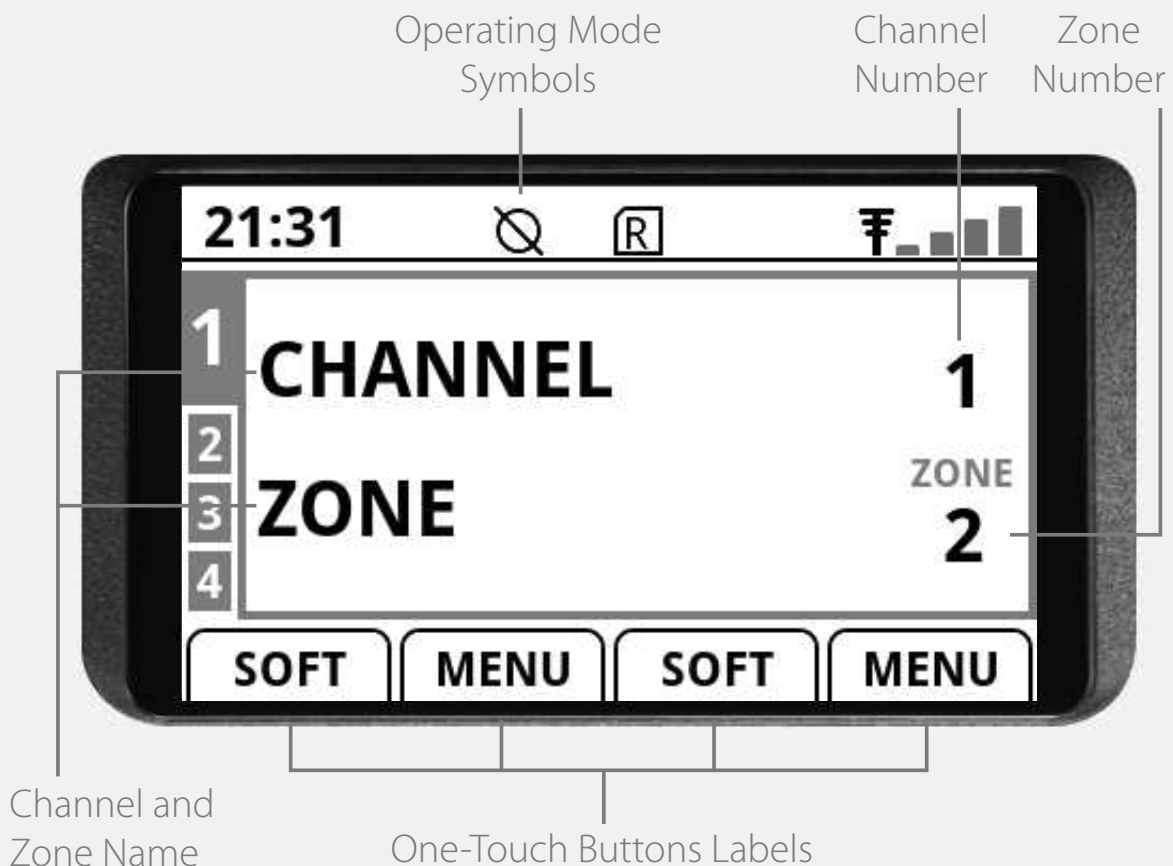 Operating Mode
Symbols
Channel
Number
Zone
Number
21:31
R
1
CHANNEL
1
2
ZONE
3
ZONE
2
4
SOFT
MENU
SOFT
MENU
Channel and
Zone Name
One-Touch Buttons Labels